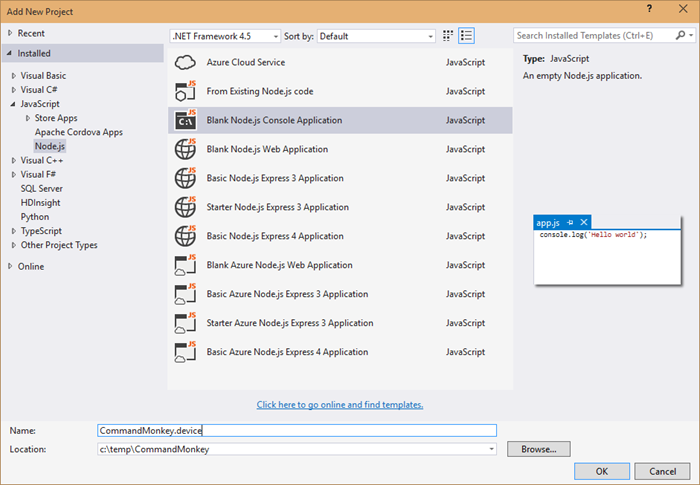 Add New Project
? ×
Recent
Installed
Visual Basic
Visual C#
JavaScript
Store Apps
Apache Cordova Apps
Node.js
Visual C++
Visual F#
SQL Server
HDInsight
Python
TypeScript
Other Project Types
Online
.NET Framework 4.5 Sort by: Default
Azure Cloud Service JavaScript
From Existing Node.js code JavaScript
Blank Node.js Console Application JavaScript
Blank Node.js Web Application JavaScript
Basic Node.js Express 3 Application JavaScript
Starter Node.js Express 3 Application JavaScript
Basic Node.js Express 4 Application JavaScript
Blank Azure Node.js Web Application JavaScript
Basic Azure Node.js Express 3 Application JavaScript
Starter Azure Node.js Express 3 Application JavaScript
Basic Azure Node.js Express 4 Application JavaScript
Click here to go online and find templates.
Search Installed Templates (Ctrl+E)
Type: JavaScript
An empty Node.js application.
app.js
console.log('Hello world');
Name: CommandMonkey.device
Location: c:\temp\CommandMonkey Browse...
OK Cancel